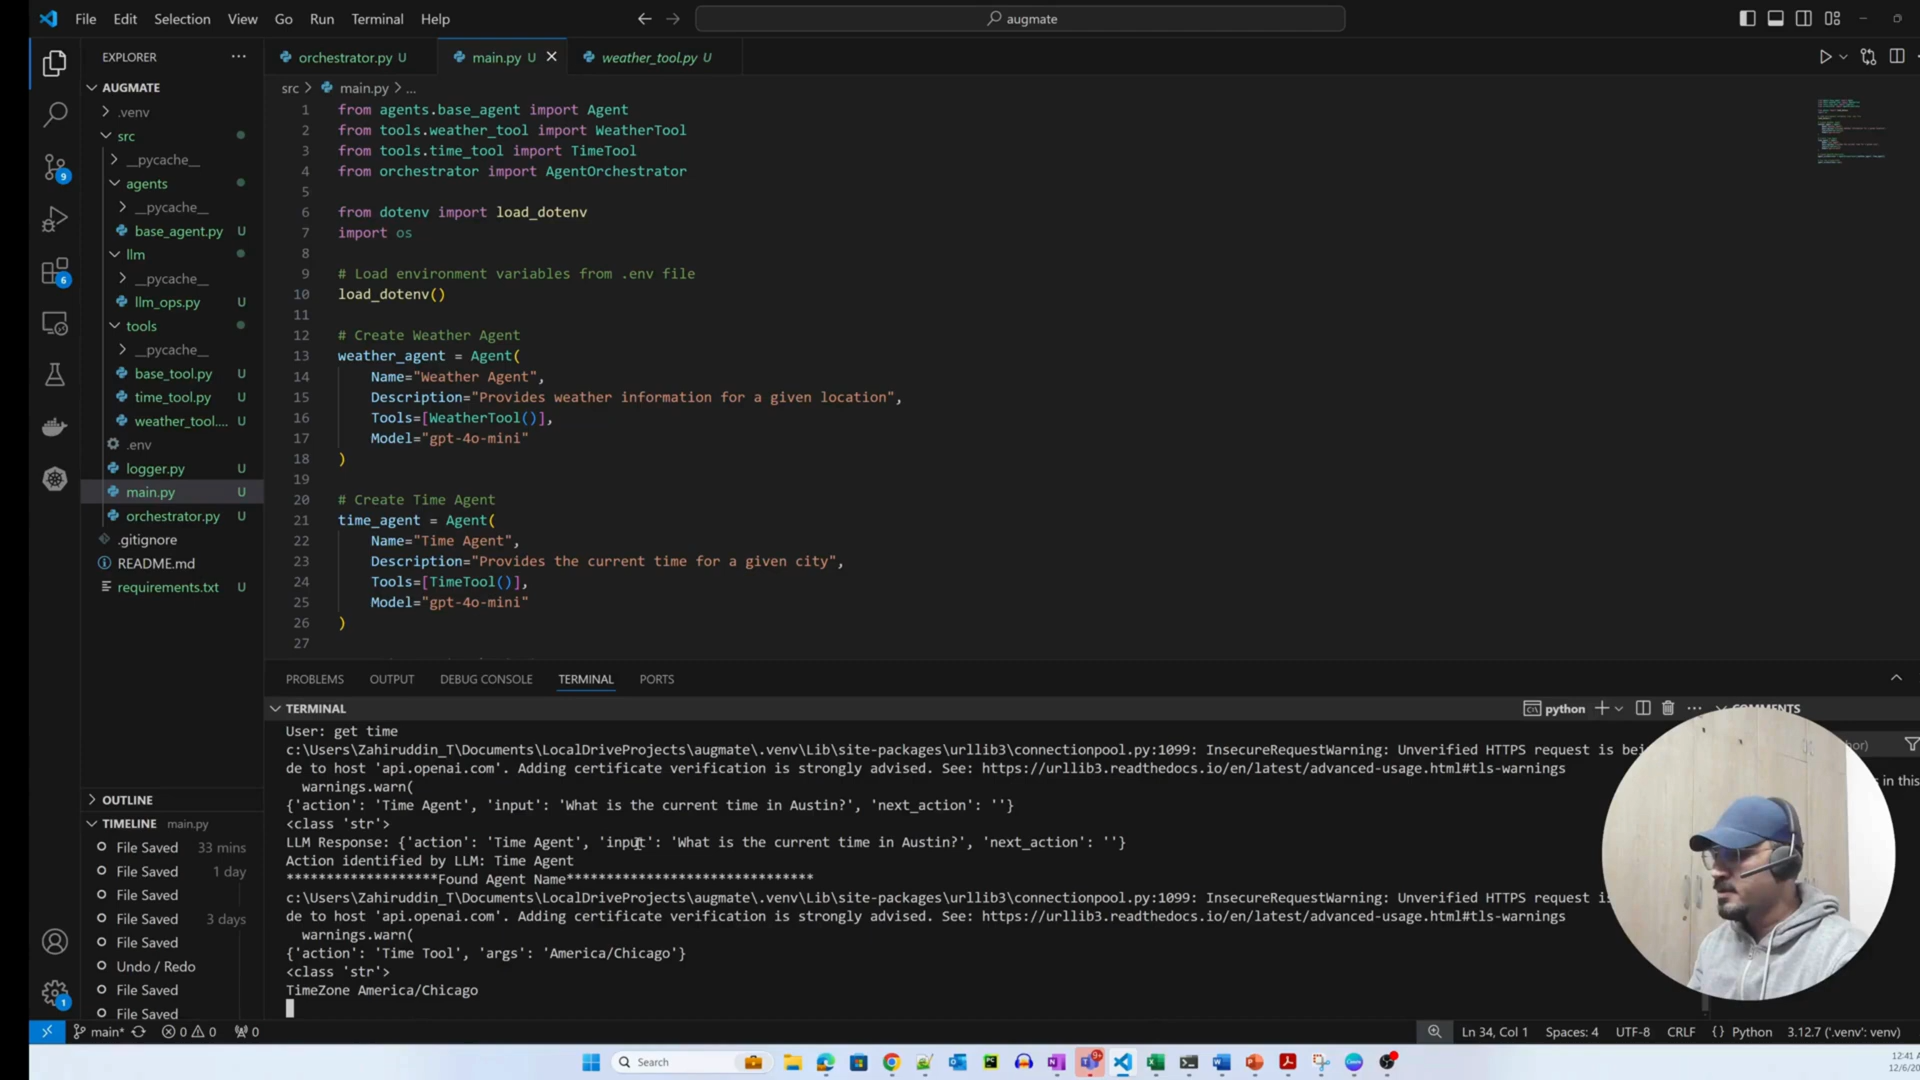 File Edit Selection View Go Run Terminal Help
augmate
EXPLORER
AUGMATE
.venv
src
__pycache__
agents
__pycache__
base_agent.py U
llm
__pycache__
llm_ops.py U
tools
__pycache__
base_tool.py U
time_tool.py U
weather_tool.... U
.env
logger.py U
main.py U
orchestrator.py U
.gitignore
README.md
requirements.txt U
OUTLINE
TIMELINE main.py
File Saved 33 mins
File Saved 1 day
File Saved
File Saved 3 days
File Saved
Undo / Redo
File Saved
File Saved
9
6
1
orchestrator.py U
main.py U
weather_tool.py U
src > main.py > ...
1 from agents.base_agent import Agent
2 from tools.weather_tool import WeatherTool
3 from tools.time_tool import TimeTool
4 from orchestrator import AgentOrchestrator
5
6 from dotenv import load_dotenv
7 import os
8
9 # Load environment variables from .env file
10 load_dotenv()
11
12 # Create Weather Agent
13 weather_agent = Agent(
14 Name="Weather Agent",
15 Description="Provides weather information for a given location",
16 Tools=[WeatherTool()],
17 Model="gpt-4o-mini"
18 )
19
20 # Create Time Agent
21 time_agent = Agent(
22 Name="Time Agent",
23 Description="Provides the current time for a given city",
24 Tools=[TimeTool()],
25 Model="gpt-4o-mini"
26 )
27
PROBLEMS OUTPUT DEBUG CONSOLE TERMINAL PORTS
TERMINAL
python
COMMENTS
User: get time
c:\Users\Zahiruddin_T\Documents\LocalDriveProjects\augmate\.venv\Lib\site-packages\urllib3\connectionpool.py:1099: InsecureRequestWarning: Unverified HTTPS request is bei
de to host 'api.openai.com'. Adding certificate verification is strongly advised. See: https://urllib3.readthedocs.io/en/latest/advanced-usage.html#tls-warnings
warnings.warn(
{'action': 'Time Agent', 'input': 'What is the current time in Austin?', 'next_action': ''}
<class 'str'>
LLM Response: {'action': 'Time Agent', 'input': 'What is the current time in Austin?', 'next_action': ''}
Action identified by LLM: Time Agent
******************Found Agent Name*******************************
c:\Users\Zahiruddin_T\Documents\LocalDriveProjects\augmate\.venv\Lib\site-packages\urllib3\connectionpool.py:1099: InsecureRequestWarning: Unverified HTTPS request is
de to host 'api.openai.com'. Adding certificate verification is strongly advised. See: https://urllib3.readthedocs.io/en/latest/advanced-usage.html#tls-warnings
warnings.warn(
{'action': 'Time Tool', 'args': 'America/Chicago'}
<class 'str'>
TimeZone America/Chicago
in this
main* 0 0 0
Ln 34, Col 1 Spaces: 4 UTF-8 CRLF {} Python 3.12.7 ('.venv': venv)
Search
12:41
12/6/20